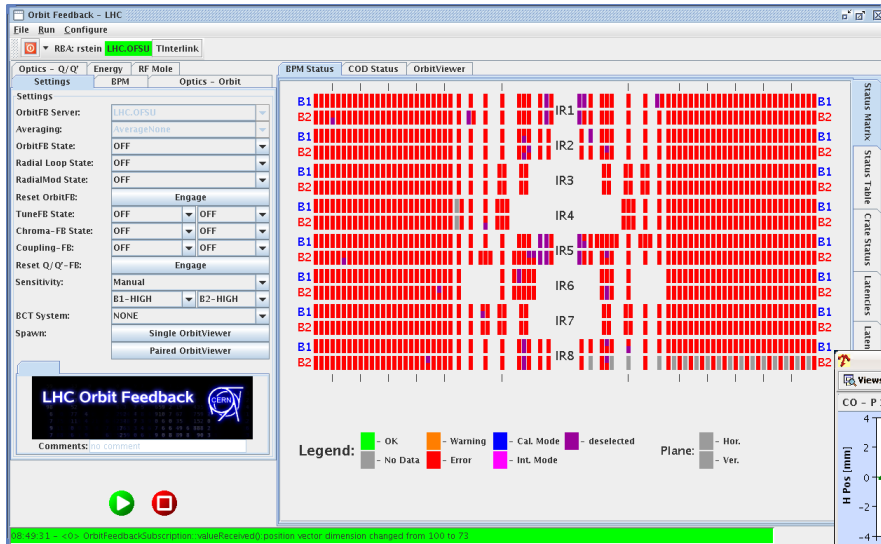 Orbit Feedback - LHC
File Run Configure
RBA: rstein LHC.OFSU TInterlink
Optics - Q/Q' Energy RF Mole
Settings BPM Optics - Orbit
Settings
OrbitFB Server: LHC.OFSU
Averaging: AverageNone
OrbitFB State: OFF
Radial Loop State: OFF
RadialMod State: OFF
Reset OrbitFB: Engage
TuneFB State: OFF OFF
Chroma-FB State: OFF OFF
Coupling-FB: OFF OFF
Reset Q/Q'-FB: Engage
Sensitivity: Manual
B1-HIGH B2-HIGH
BCT System: NONE
Spawn: Single OrbitViewer
Paired OrbitViewer
LHC Orbit Feedback CERN
Comments: no comment
BPM Status COD Status OrbitViewer
B1 B1
B2 IR1 B2
B1 B1
B2 IR2 B2
B1 B1
B2 IR3 B2
B1 B1
B2 IR4 B2
B1 B1
B2 IR5 B2
B1 B1
B2 IR6 B2
B1 B1
B2 IR7 B2
B1 B1
B2 IR8 B2
Legend: - OK - Warning - Cal. Mode - deselected Plane: - Hor.
- No Data - Error - Int. Mode - Ver.
Status Matrix
Status Table
Crate Status
Latencies
Laten
Views
CO - P
4
2
0
-2
-4
H Pos [mm]
08.49.31 - <0> OrbitFeedbackSubscription: valueReceived() position vector dimension changed from 100 to 73